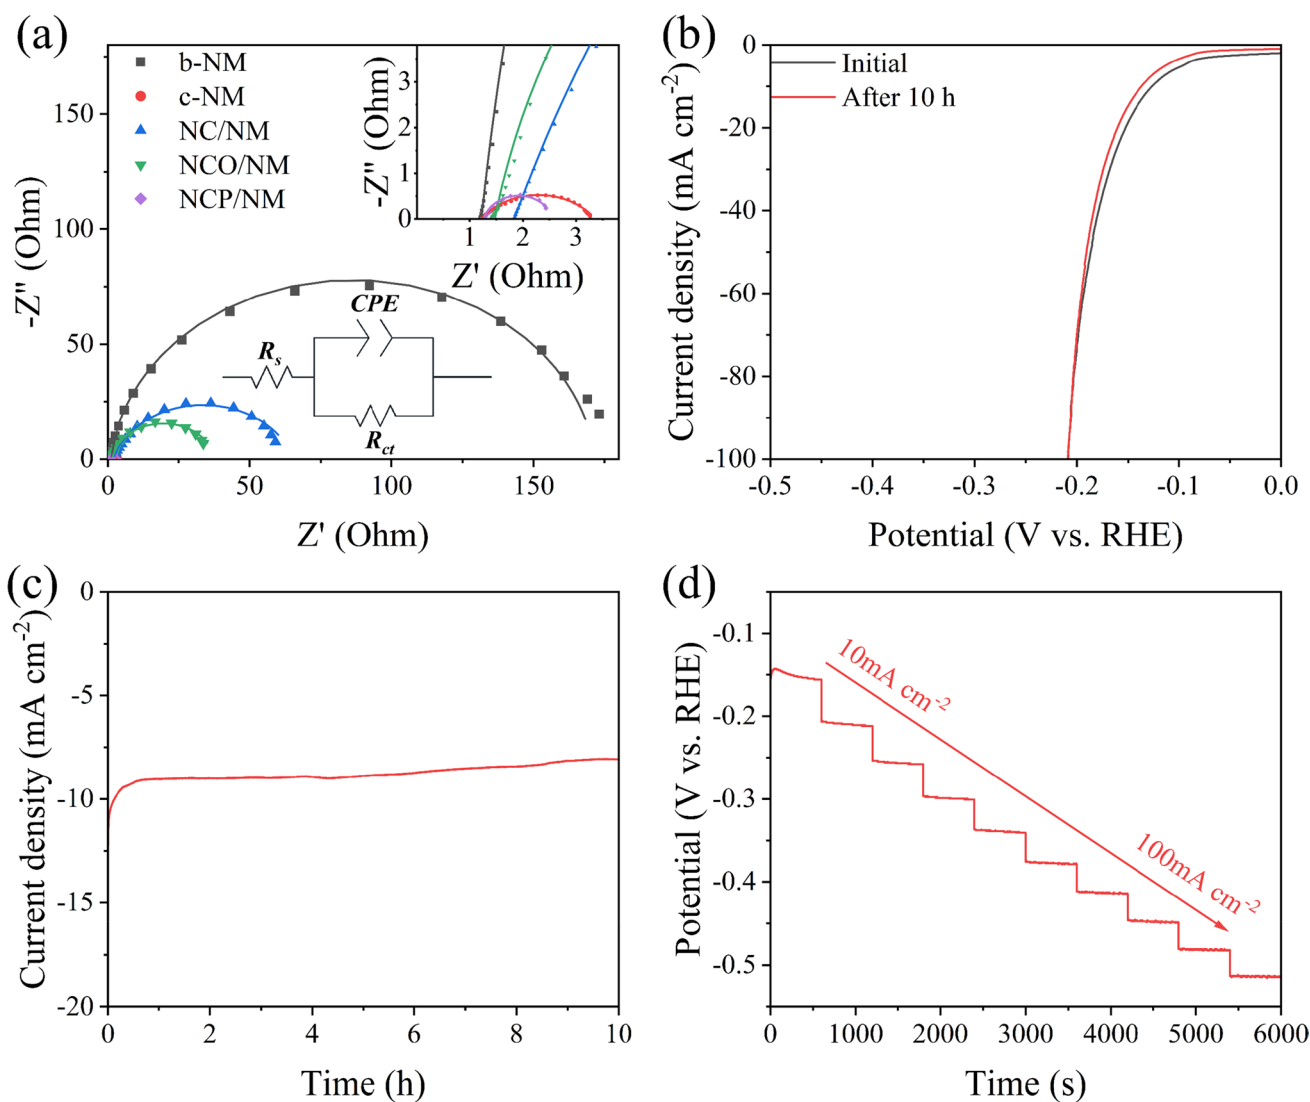 (a)
b-NM
c-NM
NC/NM
NCO/NM
NCP/NM
-Z" (Ohm)
175
150
125
100
75
50
25
0
0 50 100 150
Z' (Ohm)
-Z" (Ohm)
3
2
1
0
1 2 3
Z' (Ohm)
CPE
Rs
Rct
(b)
Initial
After 10 h
Current density (mA cm-2)
0
-20
-40
-60
-80
-100
-0.5 -0.4 -0.3 -0.2 -0.1 0.0
Potential (V vs. RHE)
(c)
Current density (mA cm-2)
0
-5
-10
-15
-20
0 2 4 6 8 10
Time (h)
(d)
Potential (V vs. RHE)
-0.1
-0.2
-0.3
-0.4
-0.5
10mA cm-2
100mA cm-2
0 1000 2000 3000 4000 5000 6000
Time (s)